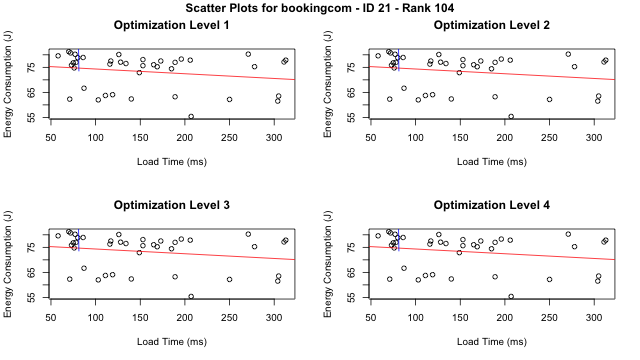 Scatter Plots for bookingcom - ID 21 - Rank 104
Optimization Level 1
Energy Consumption (J)
55 65 75
50 100 150 200 250 300
Load Time (ms)
Optimization Level 2
Energy Consumption (J)
55 65 75
50 100 150 200 250 300
Load Time (ms)
Optimization Level 3
Energy Consumption (J)
55 65 75
50 100 150 200 250 300
Load Time (ms)
Optimization Level 4
Energy Consumption (J)
55 65 75
50 100 150 200 250 300
Load Time (ms)